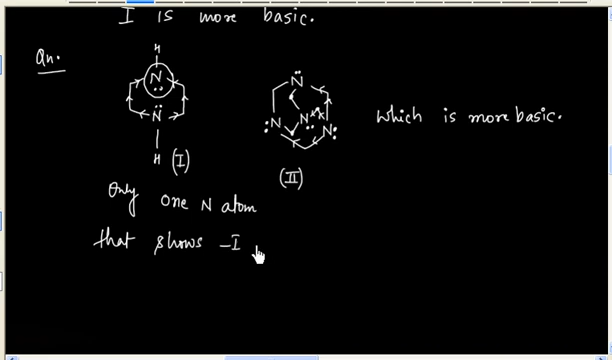 I is more basic.
Qn.
H
N
N
H
(I)
N
N
N
N
(II)
Which is more basic.
Only one N atom
that shows -I